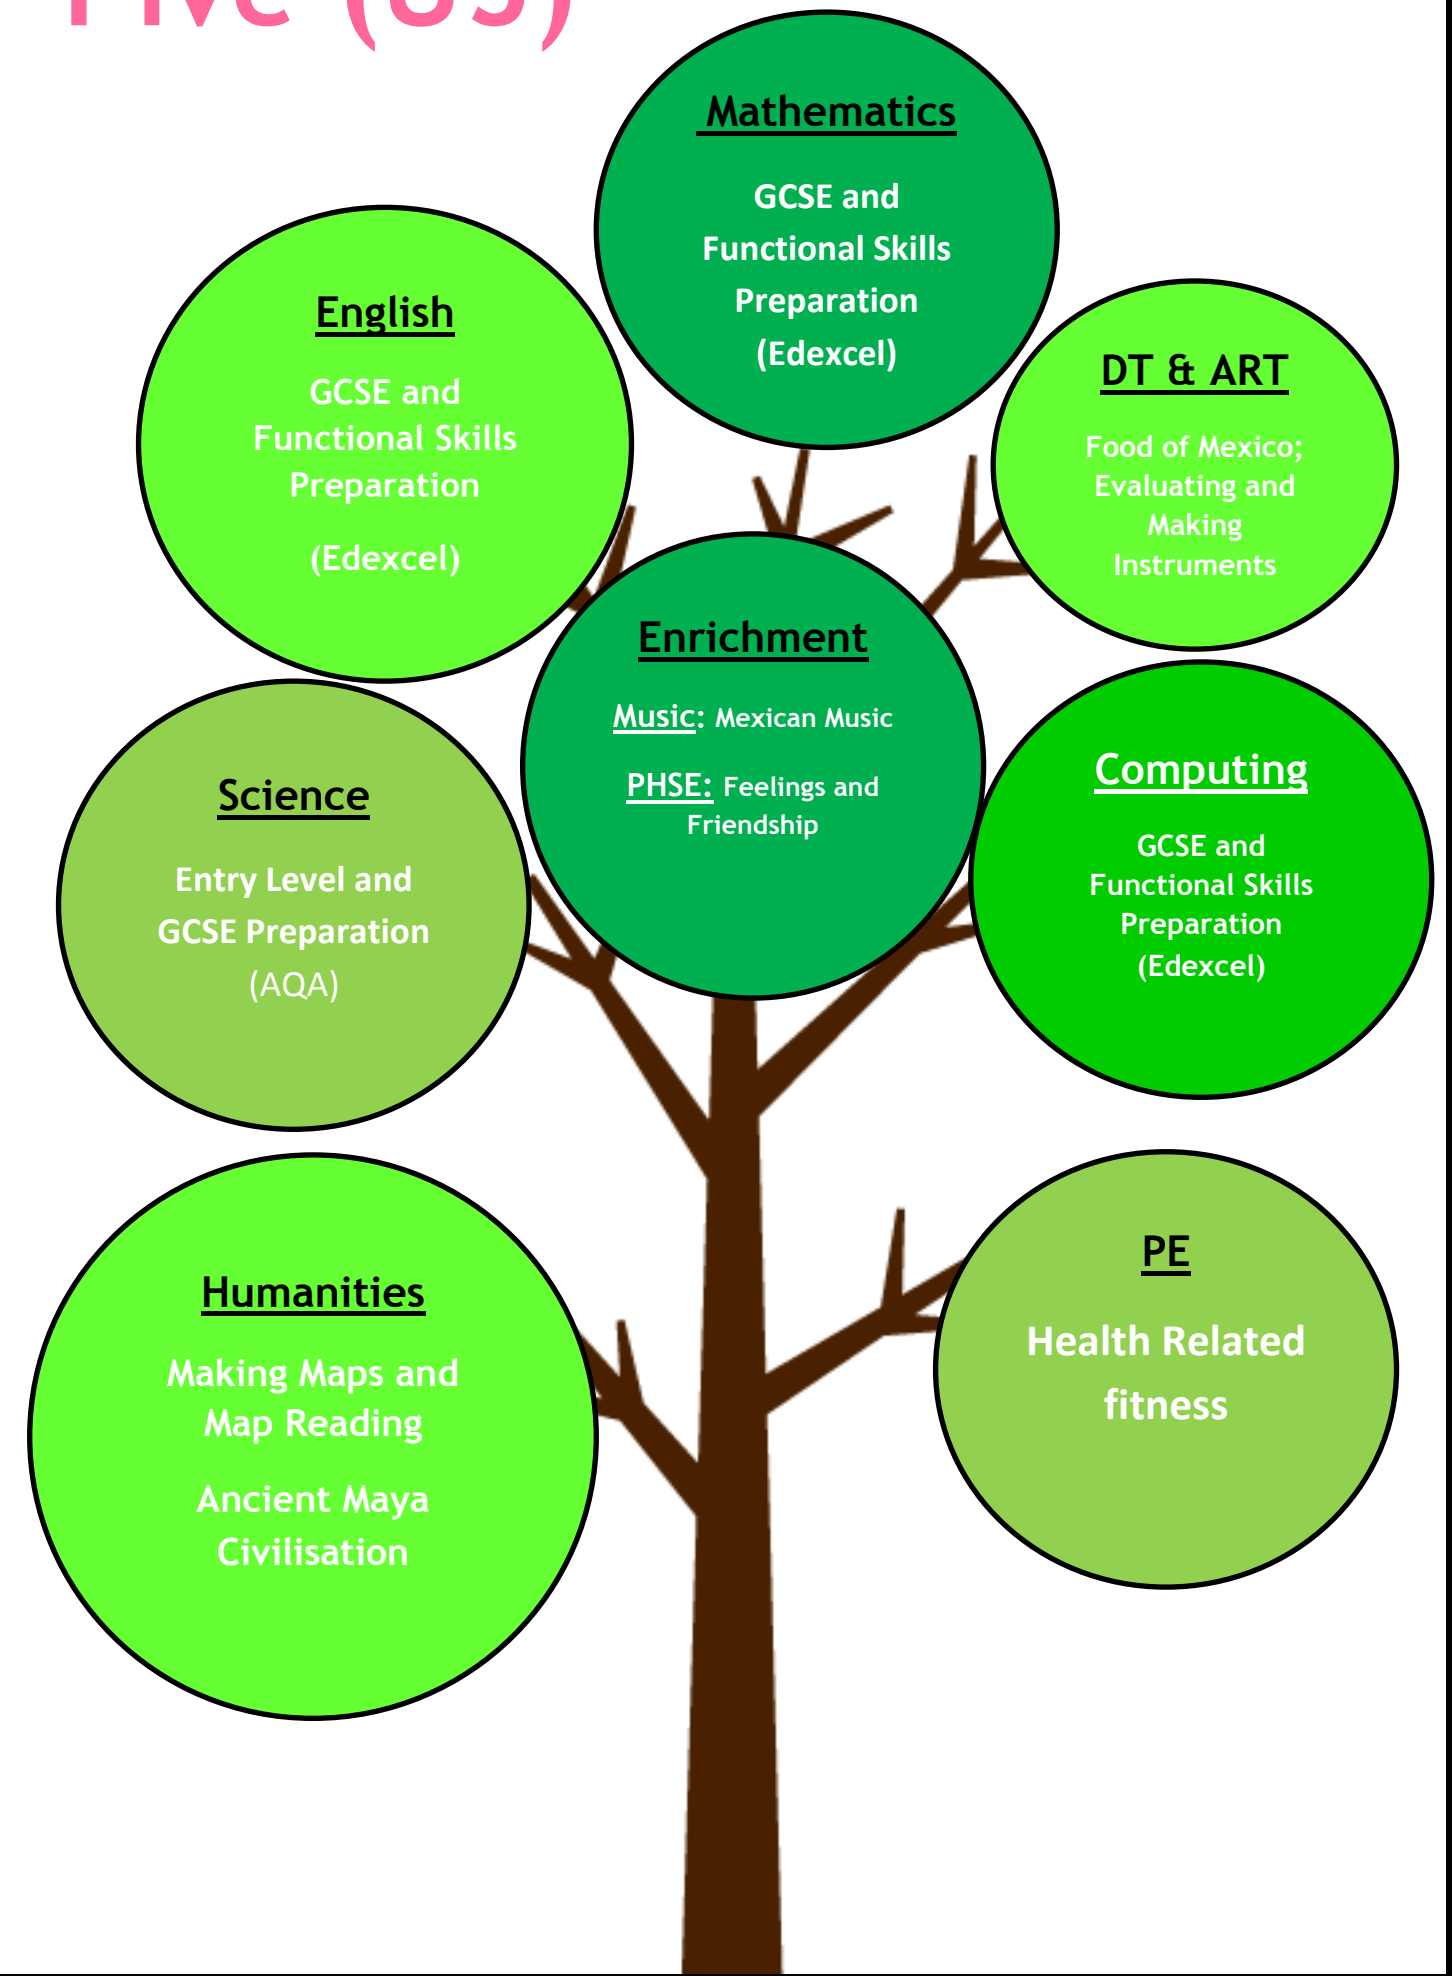 Five (U5)
Mathematics
GCSE and
Functional Skills
Preparation
(Edexcel)
English
GCSE and
Functional Skills
Preparation
(Edexcel)
DT & ART
Food of Mexico;
Evaluating and
Making
Instruments
Enrichment
Music: Mexican Music
PHSE: Feelings and
Friendship
Science
Entry Level and
GCSE Preparation
(AQA)
Computing
GCSE and
Functional Skills
Preparation
(Edexcel)
Humanities
Making Maps and
Map Reading
Ancient Maya
Civilisation
PE
Health Related
fitness